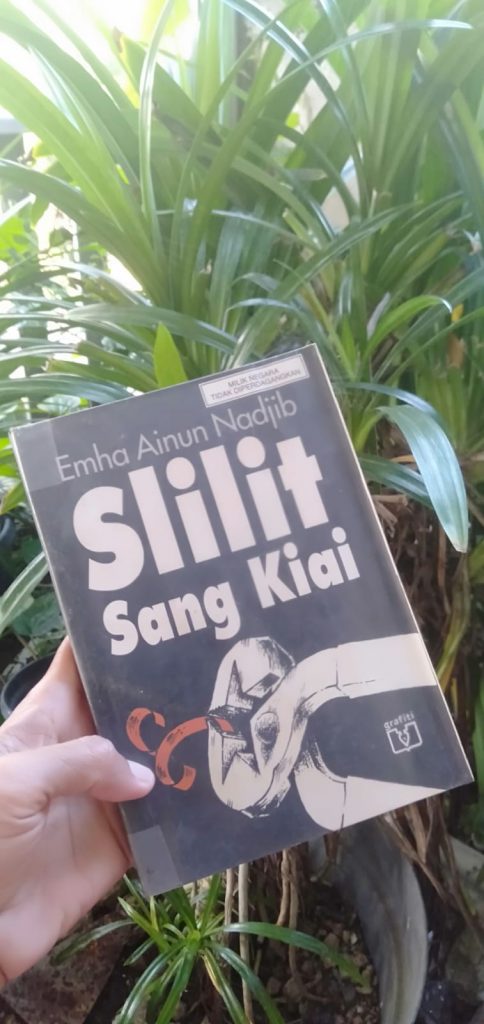 MILIK NEGARA
TIDAK DIPERDAGANGKAN
Emha Ainun Nadjib
Slilit
Sang Kiai
grafiti